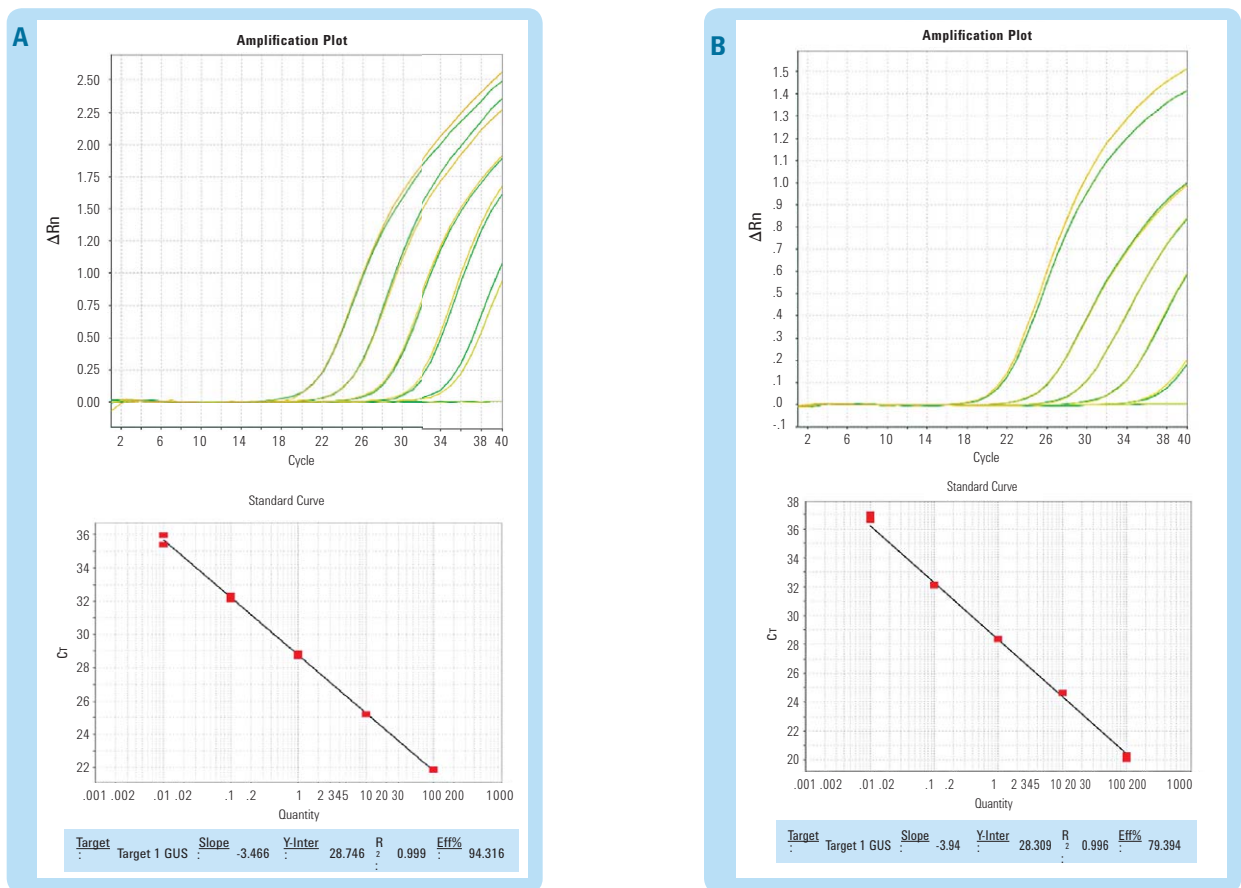 A
Amplification Plot
2.50
2.25
2.00
1.75
1.50
1.20
1.00
0.75
0.50
0.25
0.00
ΔRn
2 6 10 14 18 22 26 30 34 38 40
Cycle
Standard Curve
36
34
32
30
28
26
24
22
CT
.001 .002 .01 .02 .1 .2 1 2 345 10 20 30 100 200 1000
Quantity
Target : Target 1 GUS Slope : -3.466 Y-Inter : 28.746 R 2 : 0.999 Eff% : 94.316
B
Amplification Plot
1.5
1.4
1.3
1.2
1.1
1.0
.9
.8
.7
.6
.5
.4
.3
.2
.1
.0
-.1
ΔRn
2 6 10 14 18 22 26 30 34 38 40
Cycle
Standard Curve
38
36
34
32
30
28
26
24
22
20
CT
.001 .002 .01 .02 .1 .2 1 2 345 10 20 30 100 200 1000
Quantity
Target : Target 1 GUS Slope : -3.94 Y-Inter : 28.309 R 2 : 0.996 Eff% : 79.394